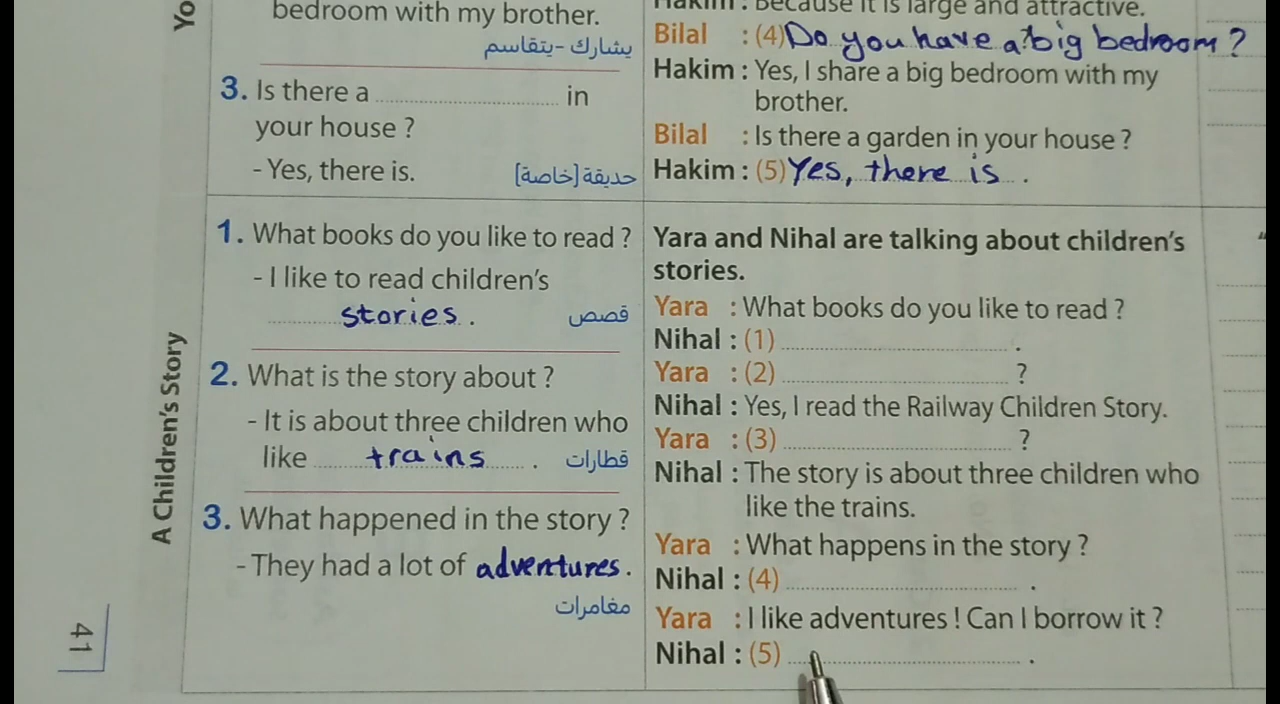 Yo
bedroom with my brother.
يشارك - يتقاسم
3. Is there a .................... in
your house ?
- Yes, there is. حديقة [خاصة]
Hakim : Because it is large and attractive.
Bilal : (4) Do you have a big bedroom ?
Hakim : Yes, I share a big bedroom with my
brother.
Bilal : Is there a garden in your house ?
Hakim : (5) Yes, there is .
A Children's Story
1. What books do you like to read ?
- I like to read children's
stories . قصص
2. What is the story about ?
- It is about three children who
like trains . قطارات
3. What happened in the story ?
- They had a lot of adventures .
مغامرات
41
Yara and Nihal are talking about children's
stories.
Yara : What books do you like to read ?
Nihal : (1) .................... .
Yara : (2) .................... ?
Nihal : Yes, I read the Railway Children Story.
Yara : (3) .................... ?
Nihal : The story is about three children who
like the trains.
Yara : What happens in the story ?
Nihal : (4) .................... .
Yara : I like adventures ! Can I borrow it ?
Nihal : (5) .................... .